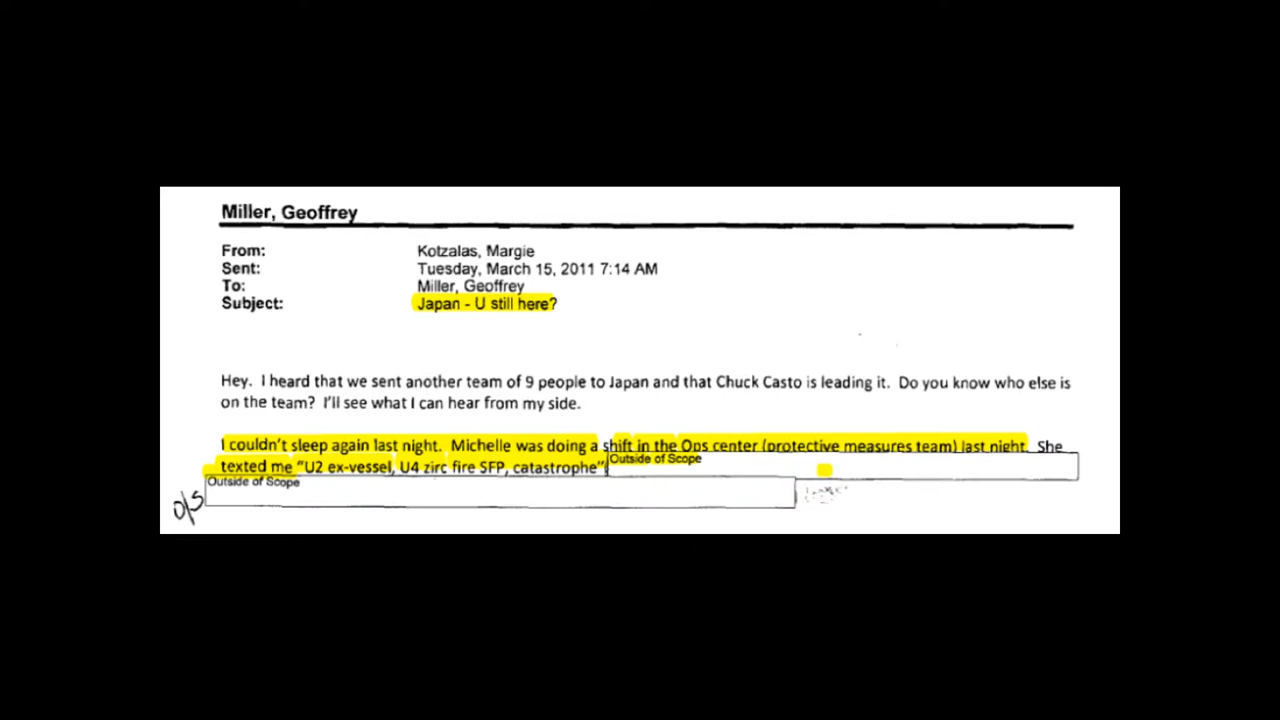 Miller, Geoffrey
From: Kotzalas, Margie
Sent: Tuesday, March 15, 2011 7:14 AM
To: Miller, Geoffrey
Subject: Japan - U still here?
Hey. I heard that we sent another team of 9 people to Japan and that Chuck Casto is leading it. Do you know who else is
on the team? I'll see what I can hear from my side.
I couldn't sleep again last night. Michelle was doing a shift in the Ops center (protective measures team) last night. She
texted me "U2 ex-vessel, U4 zirc fire SFP, catastrophe" Outside of Scope
Outside of Scope
O/S